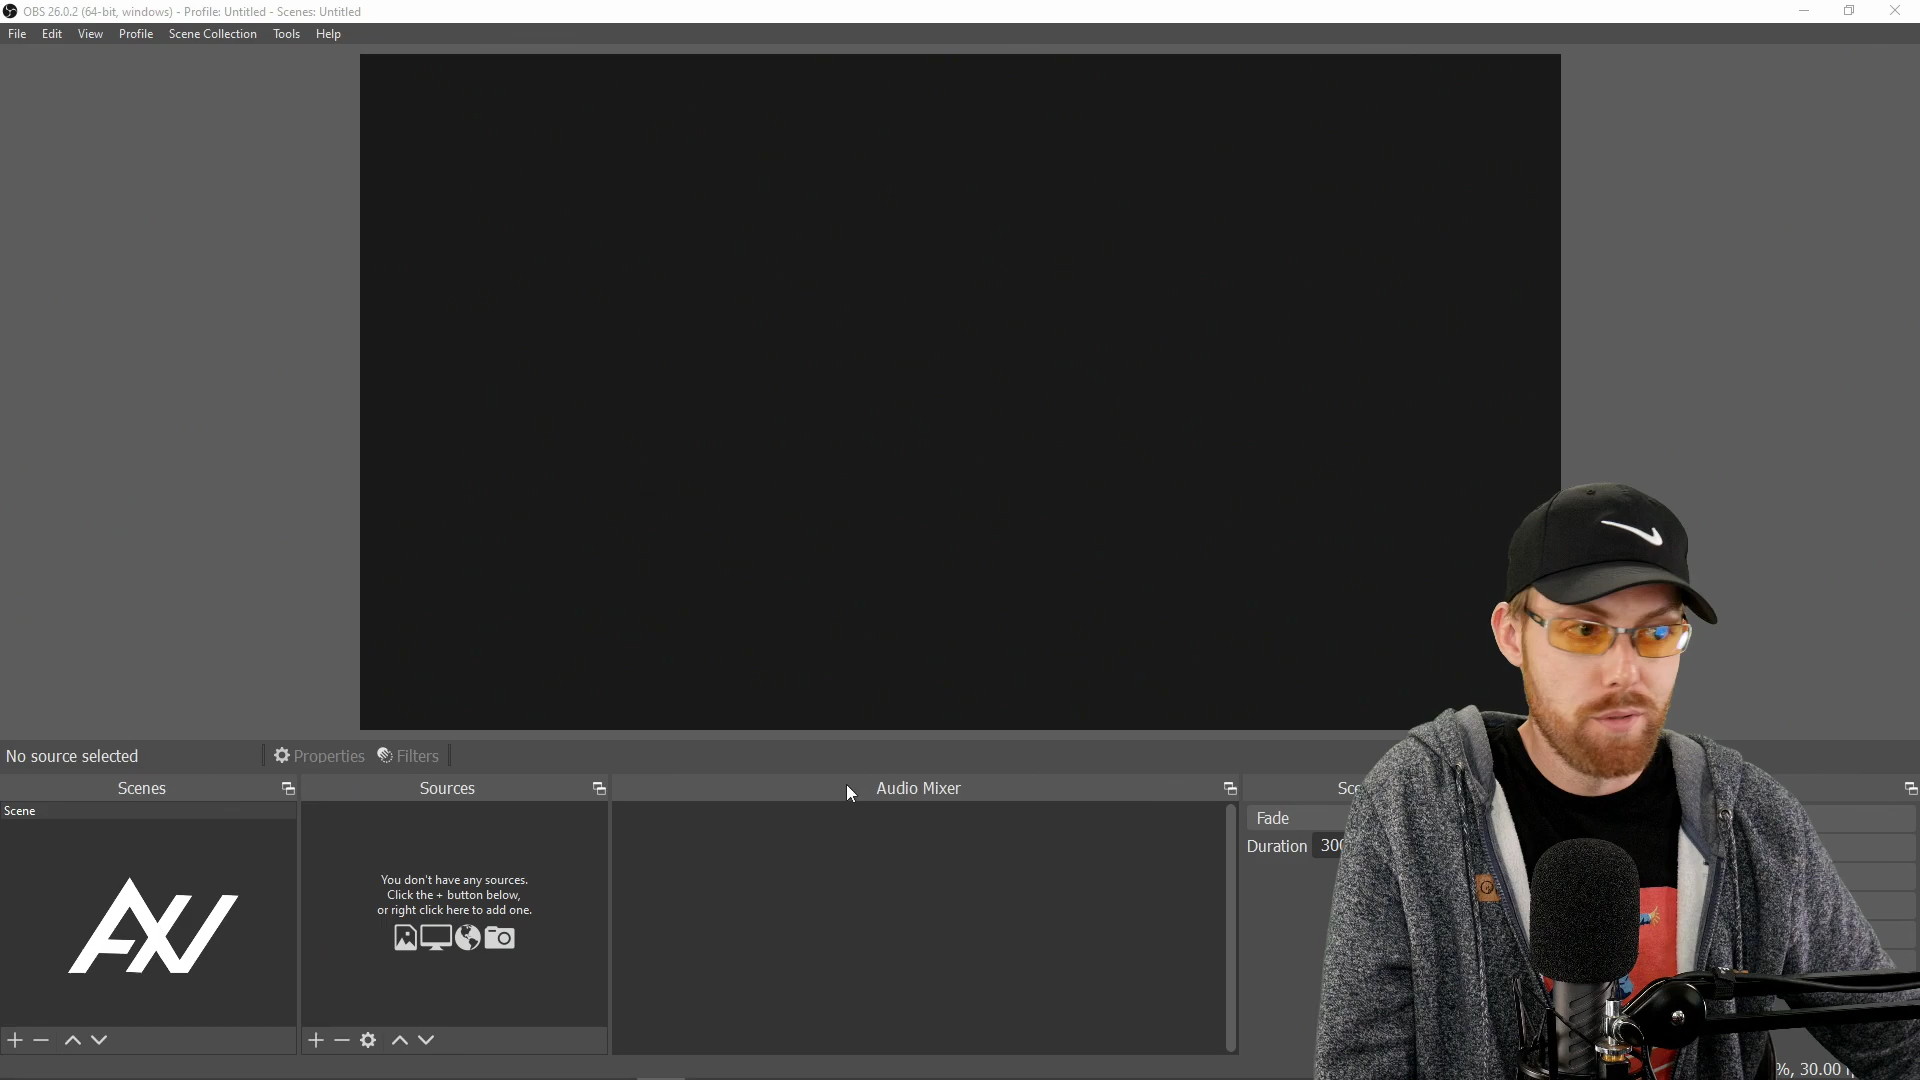 OBS 26.0.2 (64-bit, windows) - Profile: Untitled - Scenes: Untitled
File Edit View Profile Scene Collection Tools Help
No source selected
Properties Filters
Scenes
Sources
Audio Mixer
Sce
Scene
Fade
Duration 300
You don't have any sources.
Click the + button below,
or right click here to add one.
%, 30.00